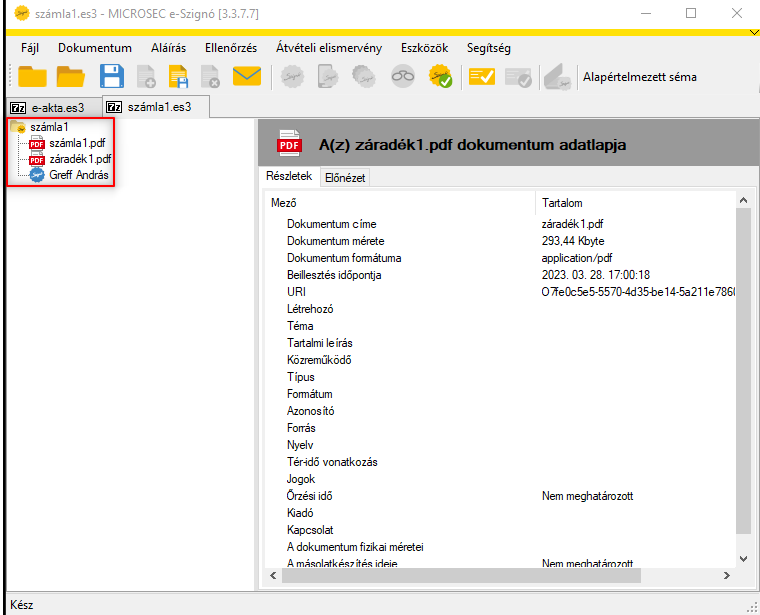 számla1.es3 - MICROSEC e-Szignó [3.3.7.7]
Fájl Dokumentum Aláírás Ellenőrzés Átvételi elismervény Eszközök Segítség
Alapértelmezett séma
e-akta.es3 számla1.es3
számla1
számla1.pdf
záradék1.pdf
Greff András
PDF A(z) záradék1.pdf dokumentum adatlapja
Részletek Előnézet
Mező Tartalom
Dokumentum címe záradék1.pdf
Dokumentum mérete 293,44 Kbyte
Dokumentum formátuma application/pdf
Beillesztés időpontja 2023. 03. 28. 17:00:18
URI O7fe0c5e5-5570-4d35-be14-5a211e786
Létrehozó
Téma
Tartalmi leírás
Közreműködő
Típus
Formátum
Azonosító
Forrás
Nyelv
Tér-idő vonatkozás
Jogok
Őrzési idő Nem meghatározott
Kiadó
Kapcsolat
A dokumentum fizikai méretei
A másolatkészítés ideje Nem meghatározott
Kész